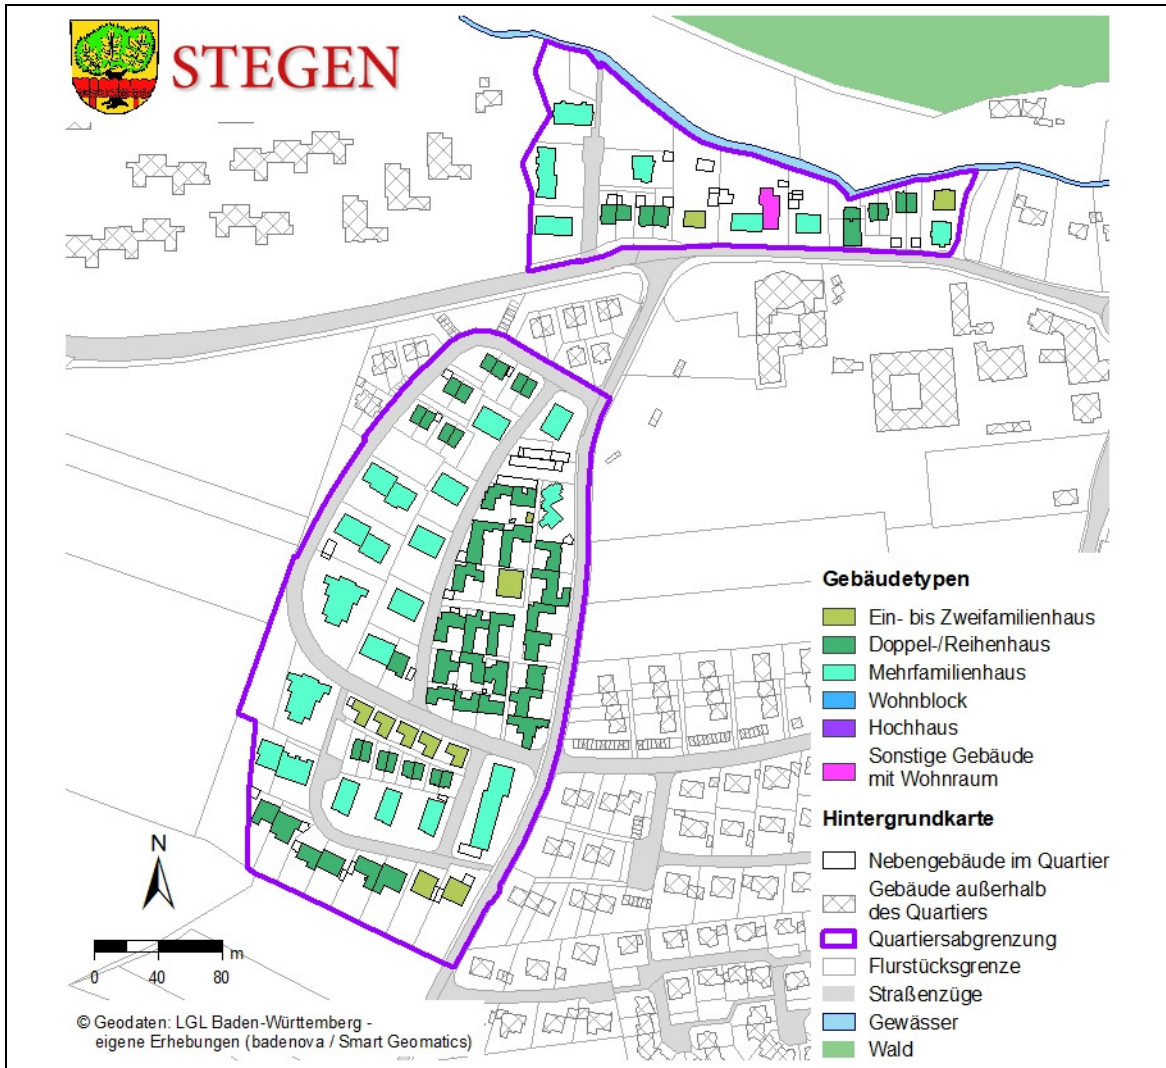 STEGEN
Gebäudetypen
Ein- bis Zweifamilienhaus
Doppel-/Reihenhaus
Mehrfamilienhaus
Wohnblock
Hochhaus
Sonstige Gebäude
mit Wohnraum
Hintergrundkarte
Nebengebäude im Quartier
Gebäude außerhalb
des Quartiers
Quartiersabgrenzung
Flurstücksgrenze
Straßenzüge
Gewässer
Wald
N
m
0 40 80
© Geodaten: LGL Baden-Württemberg -
eigene Erhebungen (badenova / Smart Geomatics)